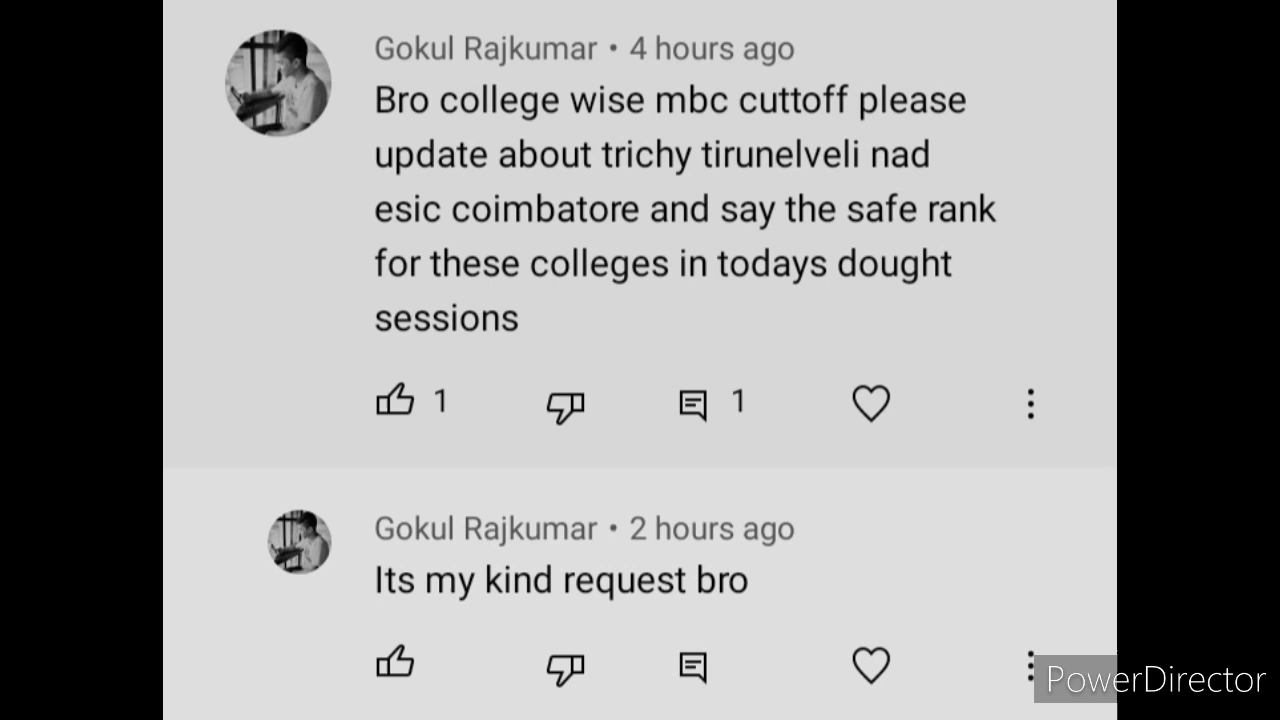 Gokul Rajkumar • 4 hours ago
Bro college wise mbc cuttoff please
update about trichy tirunelveli nad
esic coimbatore and say the safe rank
for these colleges in todays dought
sessions
1 1
Gokul Rajkumar • 2 hours ago
Its my kind request bro
PowerDirector